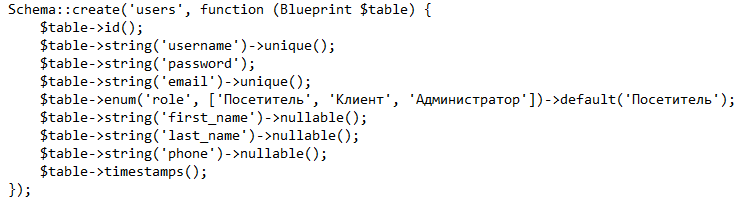 Schema::create('users', function (Blueprint $table) {
    $table->id();
    $table->string('username')->unique();
    $table->string('password');
    $table->string('email')->unique();
    $table->enum('role', ['Посетитель', 'Клиент', 'Администратор'])->default('Посетитель');
    $table->string('first_name')->nullable();
    $table->string('last_name')->nullable();
    $table->string('phone')->nullable();
    $table->timestamps();
});